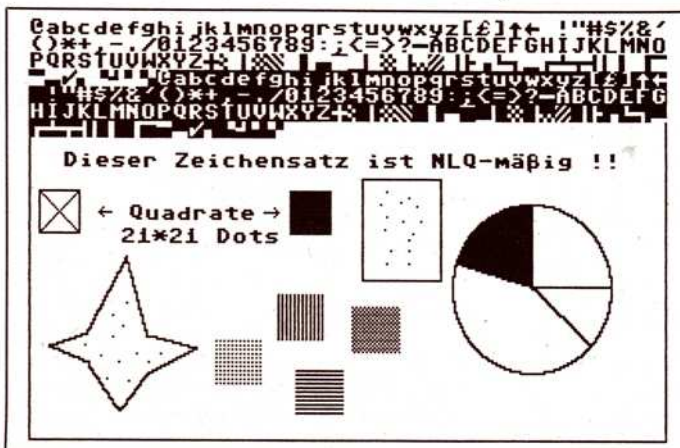 @abcdefghijklmnopqrstuvwxyz[£]↑← !"#$%&´
()*+,-./0123456789:;<=>?—ABCDEFGHIJKLMNO
PQRSTUVWXYZ
@abcdefghijklmnopqrstuvwxyz[£]↑←
!"#$%&´()*+,-./0123456789:;<=>?—ABCDEFG
HIJKLMNOPQRSTUVWXYZ
Dieser Zeichensatz ist NLQ-mäßig !!
← Quadrate →
21*21 Dots